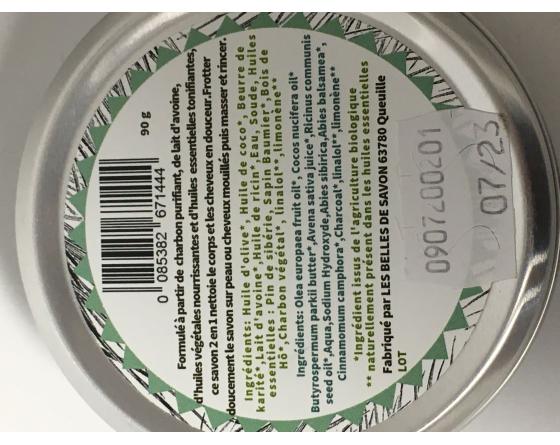 90 g
0 085382 671444
Formulé à partir de charbon purifiant, de lait d'avoine,
d'huiles végétales nourrissantes et d'huiles essentielles tonifiantes,
ce savon 2 en 1 nettoie le corps et les cheveux en douceur. Frotter
doucement le savon sur peau ou cheveux mouillés puis masser et rincer.
Ingrédients: Huile d'olive*, Huile de coco*, Beurre de
karité*, Lait d'avoine*, Huile de ricin*, Eau, Soude, Huiles
essentielles : Pin de sibérie, Sapin Baumier*, Bois de
Hô*, Charbon végétal*, linalol**, limonène**
Ingrédients: Olea europaea fruit oil*, Cocos nucifera oil*
Butyrospermum parkii butter*, Avena sativa juice*, Ricinus communis
seed oil*, Aqua, Sodium Hydroxyde, Abies sibirica, Abies balsamea*,
Cinnamomum camphora*, Charcoal*, linalol**, limonène**
*Ingrédient issus de l'agriculture biologique
** naturellement présent dans les huiles essentielles
Fabriqué par LES BELLES DE SAVON 63780 Queuille
LOT
0907200201
07/23